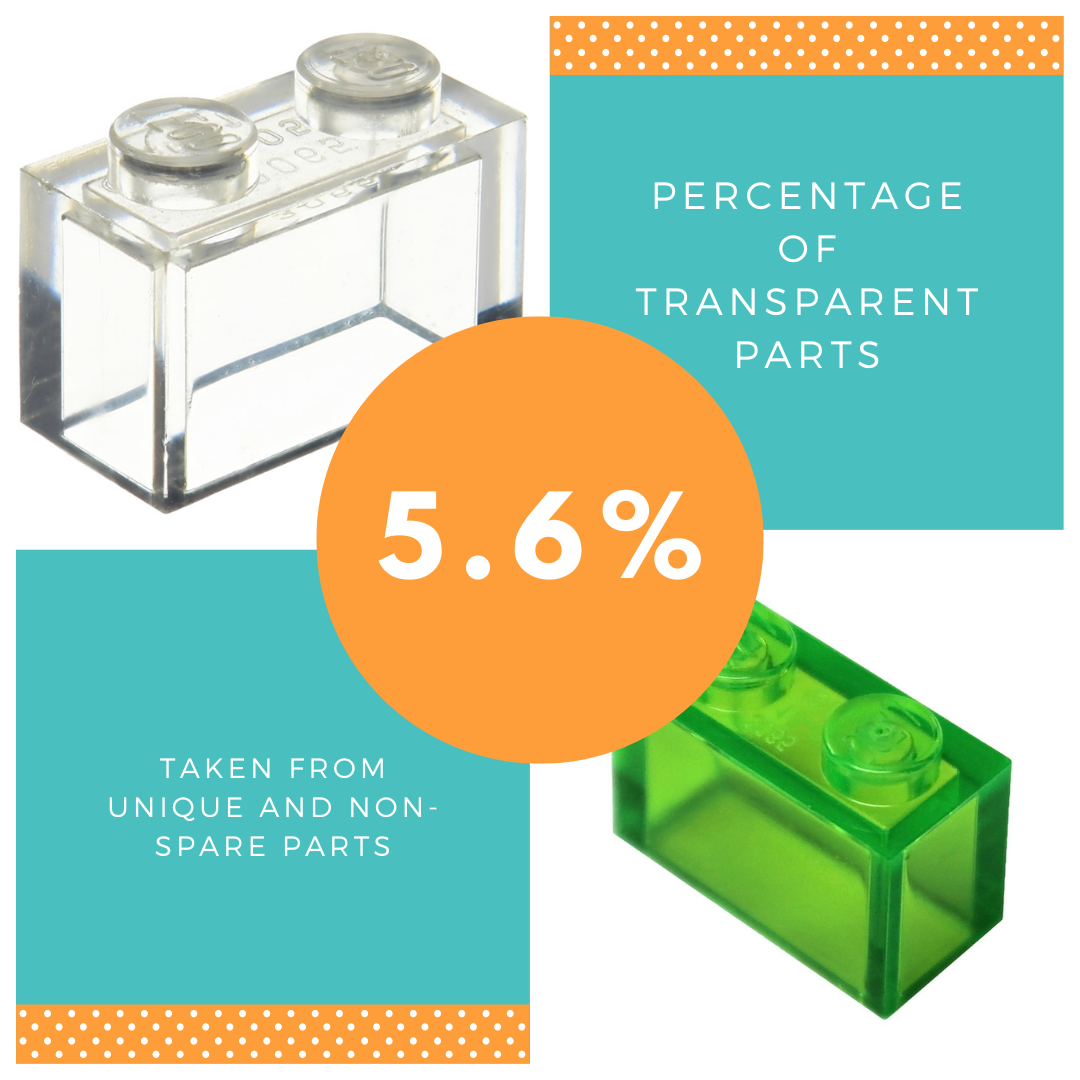 PERCENTAGE
OF
TRANSPARENT
PARTS
5.6%
TAKEN FROM
UNIQUE AND NON-
SPARE PARTS